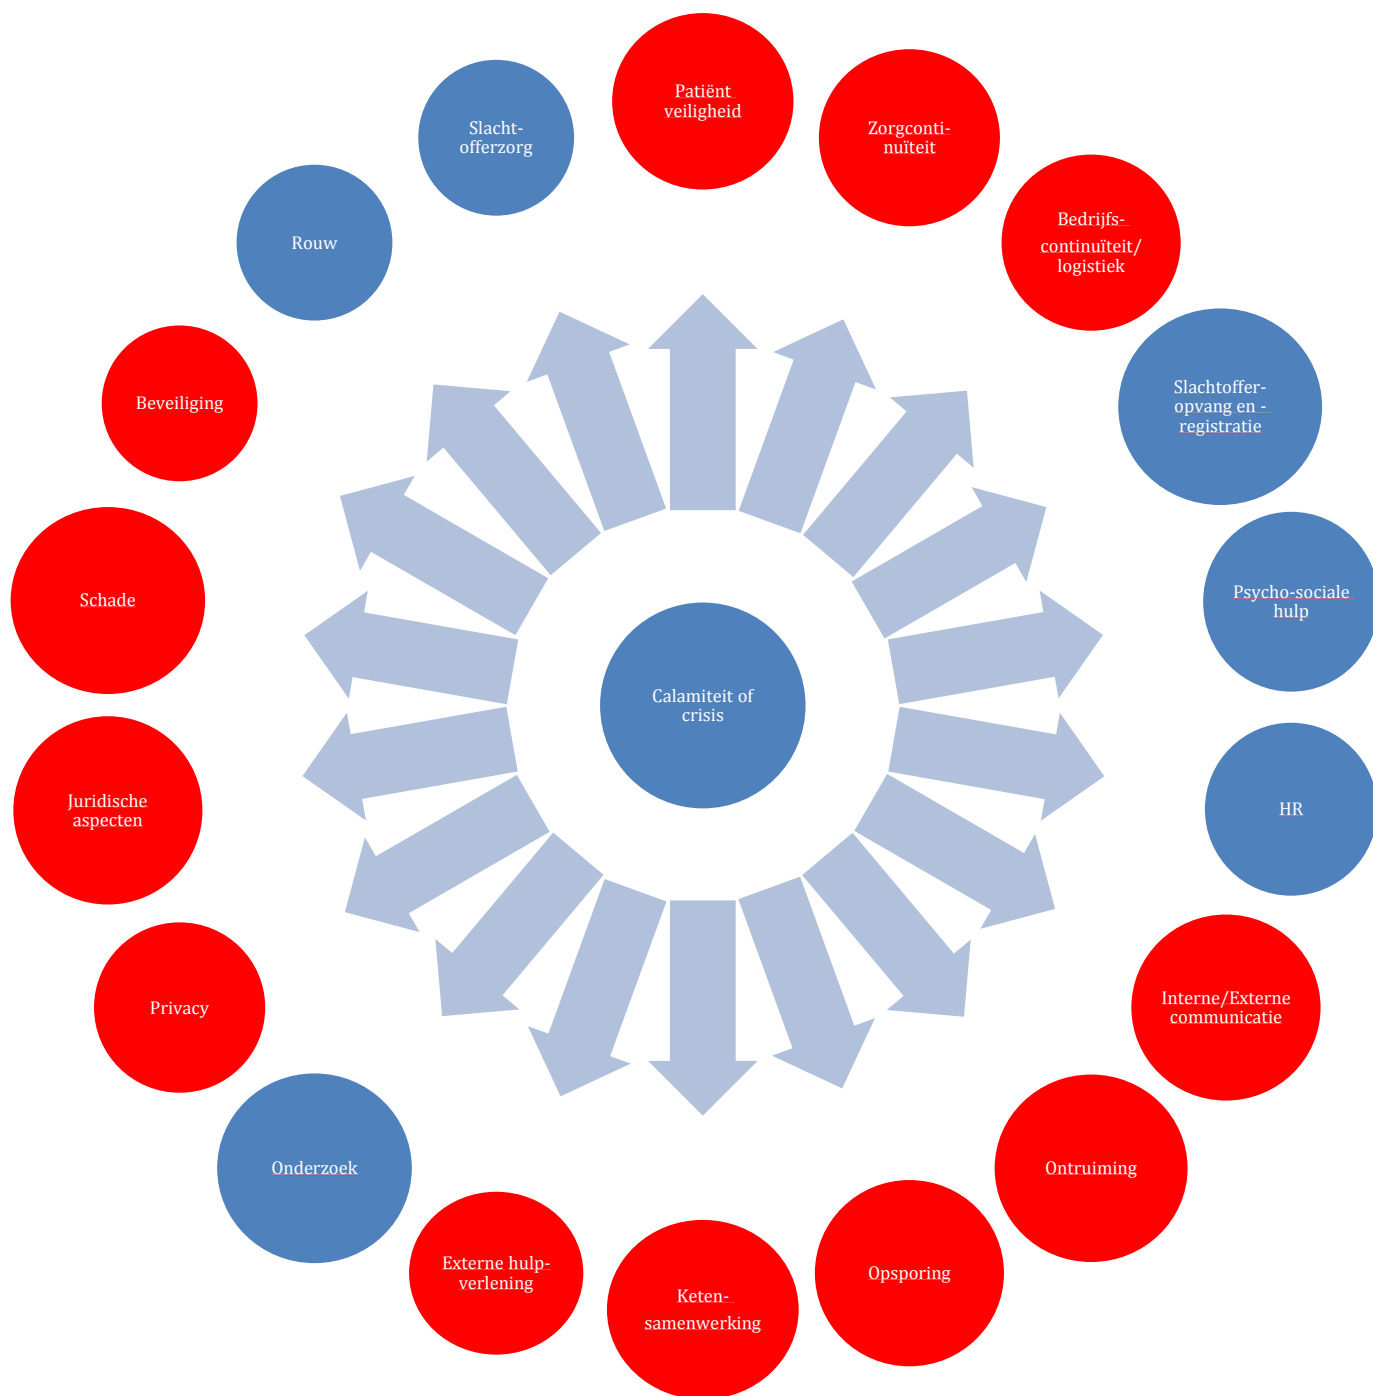 Patiënt
veiligheid
Zorgconti-
nuïteit
Bedrijfs-
continuïteit/
logistiek
Slachtoffer-
opvang en -
registratie
Psycho-sociale
hulp
HR
Interne/Externe
communicatie
Ontruiming
Opsporing
Keten-
samenwerking
Externe hulp-
verlening
Onderzoek
Privacy
Juridische
aspecten
Schade
Beveiliging
Rouw
Slacht-
offerzorg
Calamiteit of
crisis